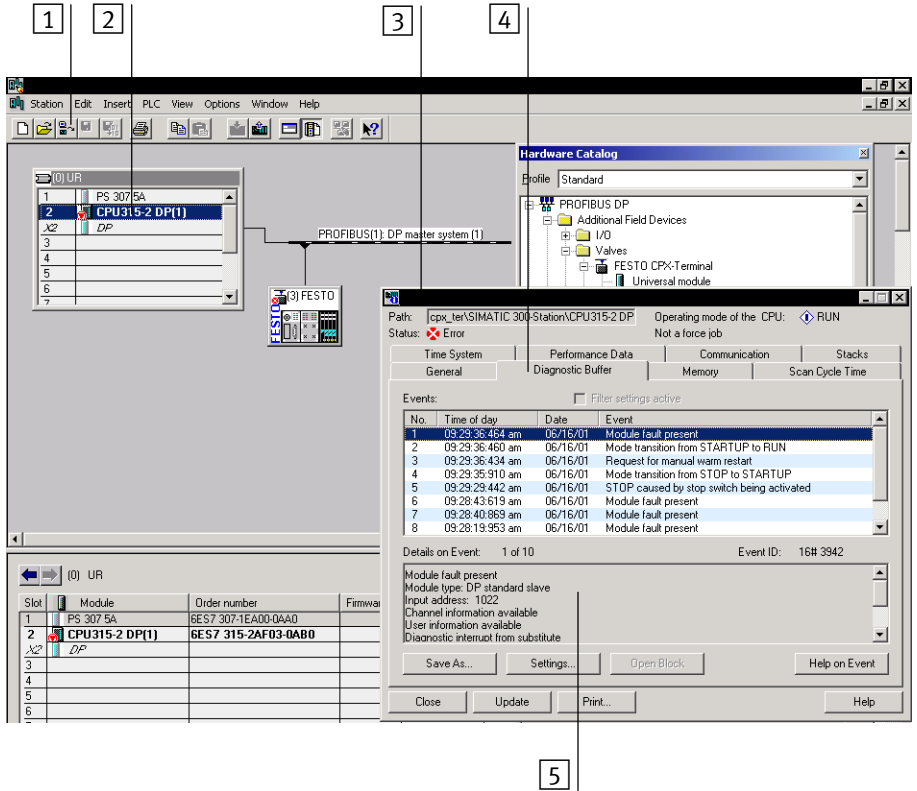 1 2 3 4
Station Edit Insert PLC View Options Window Help
(0) UR
1 PS 307 5A
2 CPU315-2 DP(1)
X2 DP
3
4
5
6
7
PROFIBUS(1): DP master system (1)
(3) FESTO
FESTO
Hardware Catalog
Profile Standard
PROFIBUS DP
Additional Field Devices
I/O
Valves
FESTO CPX-Terminal
Universal module
Path: cpx_ter\SIMATIC 300-Station\CPU315-2 DP Operating mode of the CPU: RUN
Status: Error Not a force job
Time System Performance Data Communication Stacks
General Diagnostic Buffer Memory Scan Cycle Time
Events: Filter settings active
No. Time of day Date Event
1 09:29:36:464 am 06/16/01 Module fault present
2 09:29:36:460 am 06/16/01 Mode transition from STARTUP to RUN
3 09:29:36:434 am 06/16/01 Request for manual warm restart
4 09:29:35:910 am 06/16/01 Mode transition from STOP to STARTUP
5 09:29:29:442 am 06/16/01 STOP caused by stop switch being activated
6 09:28:43:619 am 06/16/01 Module fault present
7 09:28:40:869 am 06/16/01 Module fault present
8 09:28:19:953 am 06/16/01 Module fault present
Details on Event: 1 of 10 Event ID: 16# 3942
Module fault present
Module type: DP standard slave
Input address: 1022
Channel information available
User information available
Diagnostic interrupt from substitute
Save As... Settings... Open Block Help on Event
Close Update Print... Help
(0) UR
Slot Module Order number Firmwar
1 PS 307 5A 6ES7 307-1EA00-0AA0
2 CPU315-2 DP(1) 6ES7 315-2AF03-0AB0
X2 DP
3
4
5
6
5